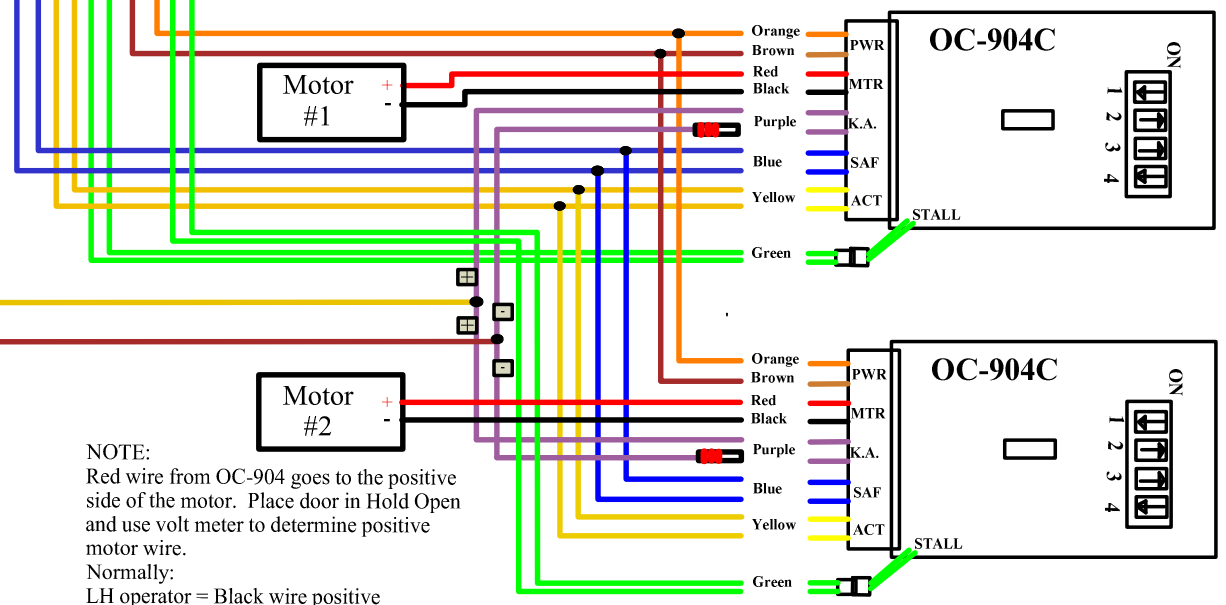 OC-904C
Orange
Brown
Red
Black
Purple
Blue
Yellow
Green
PWR
MTR
K.A.
SAF
ACT
STALL
ON
1
2
3
4
Motor
#1
+
-
+
-
+
-
OC-904C
Orange
Brown
Red
Black
Purple
Blue
Yellow
Green
PWR
MTR
K.A.
SAF
ACT
STALL
ON
1
2
3
4
Motor
#2
+
-
NOTE:
Red wire from OC-904 goes to the positive
side of the motor.  Place door in Hold Open
and use volt meter to determine positive
motor wire.
Normally:
LH operator = Black wire positive